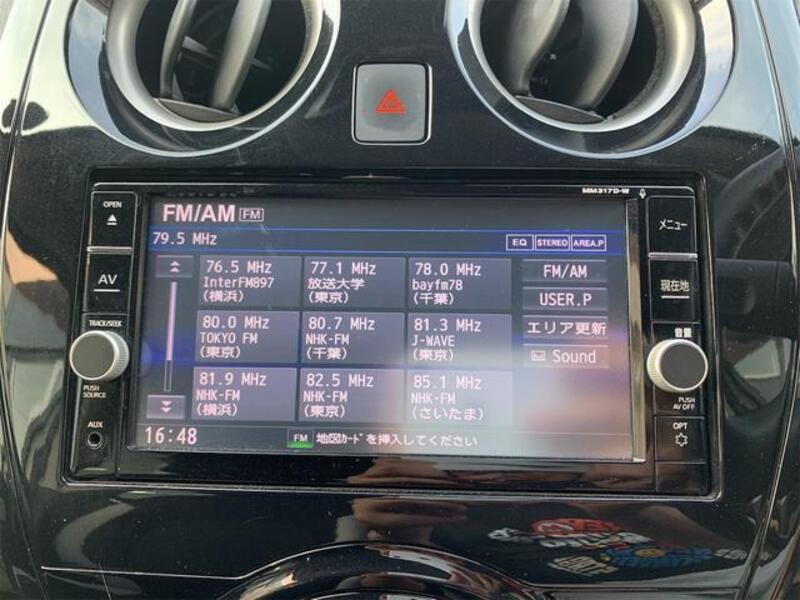 MM317D-W
OPEN
AV
TRACK/SEEK
PUSH
SOURCE
AUX
FM/AM FM
79.5 MHz
EQ STEREO AREA.P
76.5 MHz
InterFM897
(横浜)
77.1 MHz
放送大学
(東京)
78.0 MHz
bayfm78
(千葉)
80.0 MHz
TOKYO FM
(東京)
80.7 MHz
NHK-FM
(千葉)
81.3 MHz
J-WAVE
(東京)
81.9 MHz
NHK-FM
(横浜)
82.5 MHz
NHK-FM
(東京)
85.1 MHz
NHK-FM
(さいたま)
FM/AM
USER.P
エリア更新
Sound
16:48
FM 地図ｶｰﾄﾞを挿入してください
メニュー
現在地
音量
PUSH
AV OFF
OPT